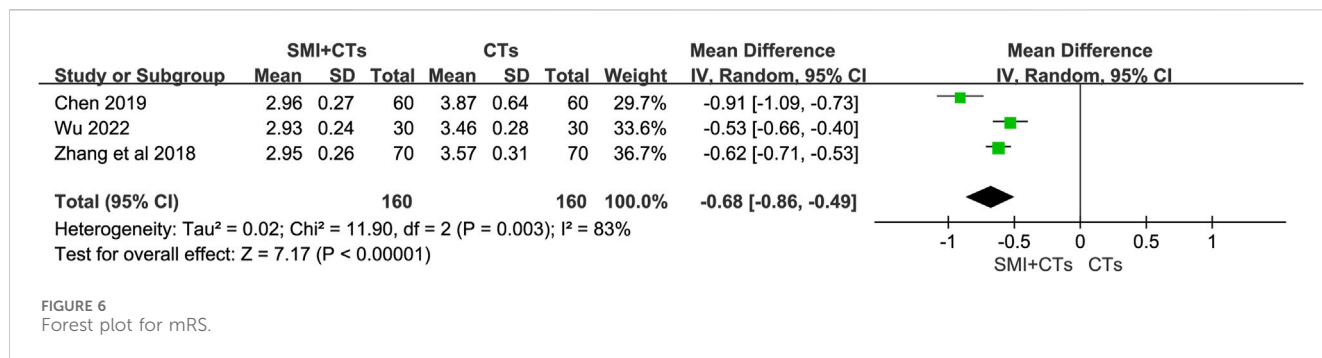 SMI+CTs CTs Mean Difference Mean Difference
Study or Subgroup Mean SD Total Mean SD Total Weight IV, Random, 95% CI IV, Random, 95% CI
Chen 2019 2.96 0.27 60 3.87 0.64 60 29.7% -0.91 [-1.09, -0.73]
Wu 2022 2.93 0.24 30 3.46 0.28 30 33.6% -0.53 [-0.66, -0.40]
Zhang et al 2018 2.95 0.26 70 3.57 0.31 70 36.7% -0.62 [-0.71, -0.53]
Total (95% CI) 160 160 100.0% -0.68 [-0.86, -0.49]
Heterogeneity: Tau² = 0.02; Chi² = 11.90, df = 2 (P = 0.003); I² = 83%
Test for overall effect: Z = 7.17 (P < 0.00001)
-1 -0.5 0 0.5 1
SMI+CTs CTs
FIGURE 6
Forest plot for mRS.